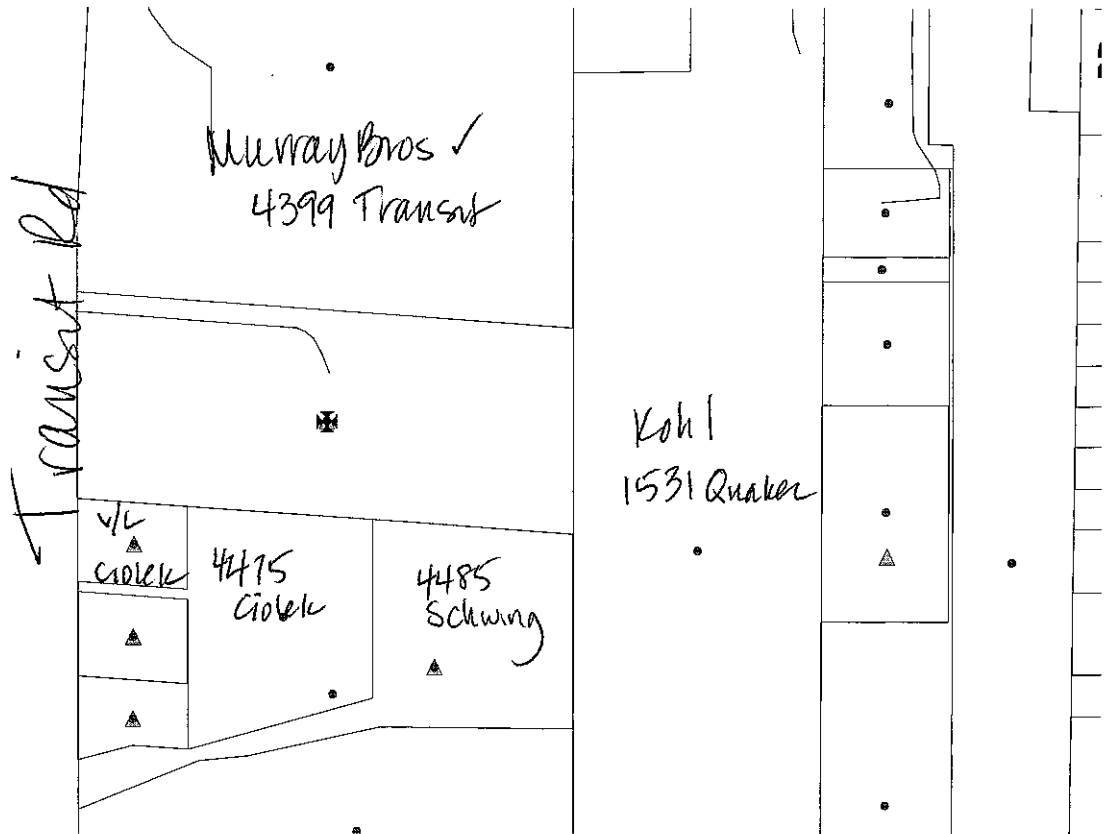 Murray Bros ✓
4399 Transit
Transit Rd
Kohl
1531 Quaker
v/L
Ciolek
4475
Ciolek
4485
Schwing